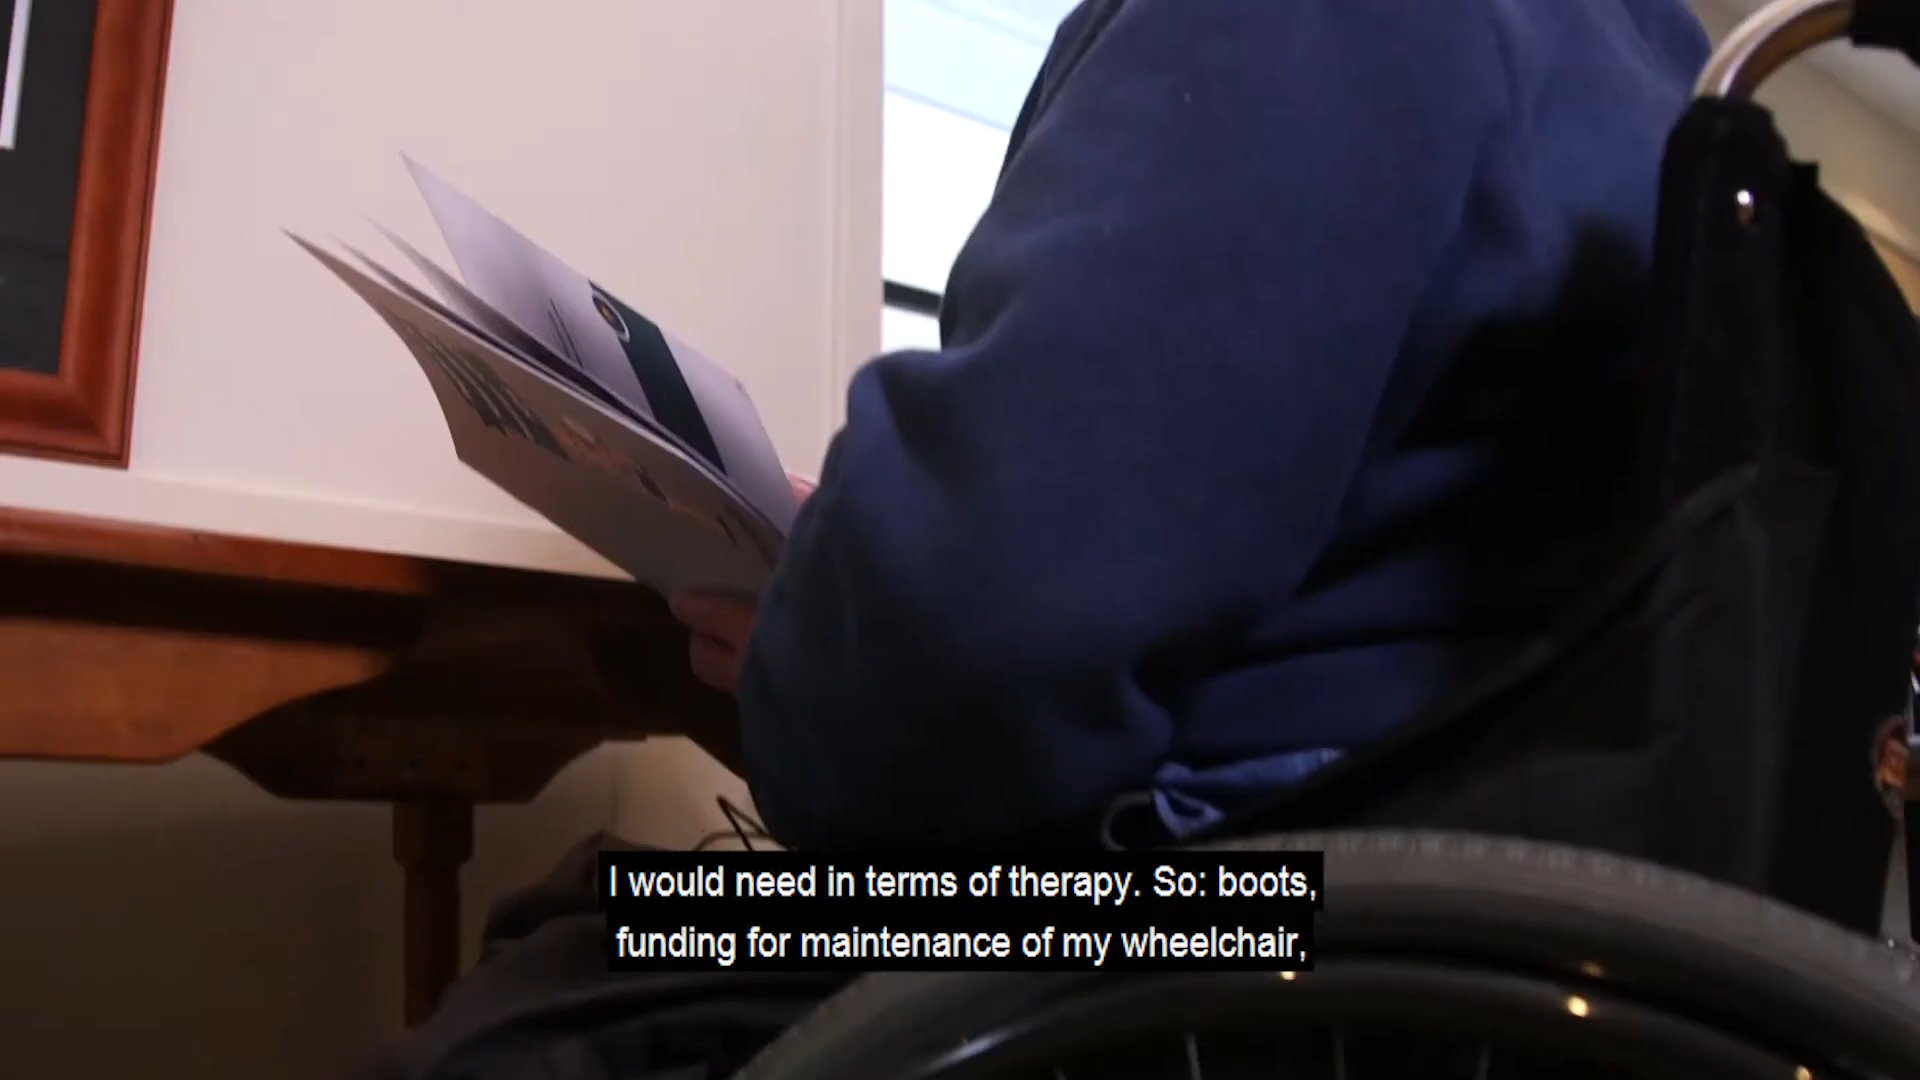 I would need in terms of therapy. So: boots,
funding for maintenance of my wheelchair,